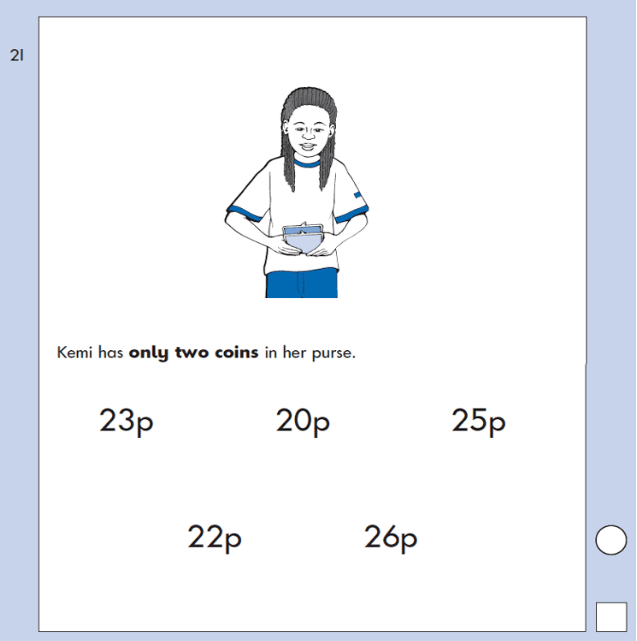 21
Kemi has only two coins in her purse.
23p 20p 25p
22p 26p